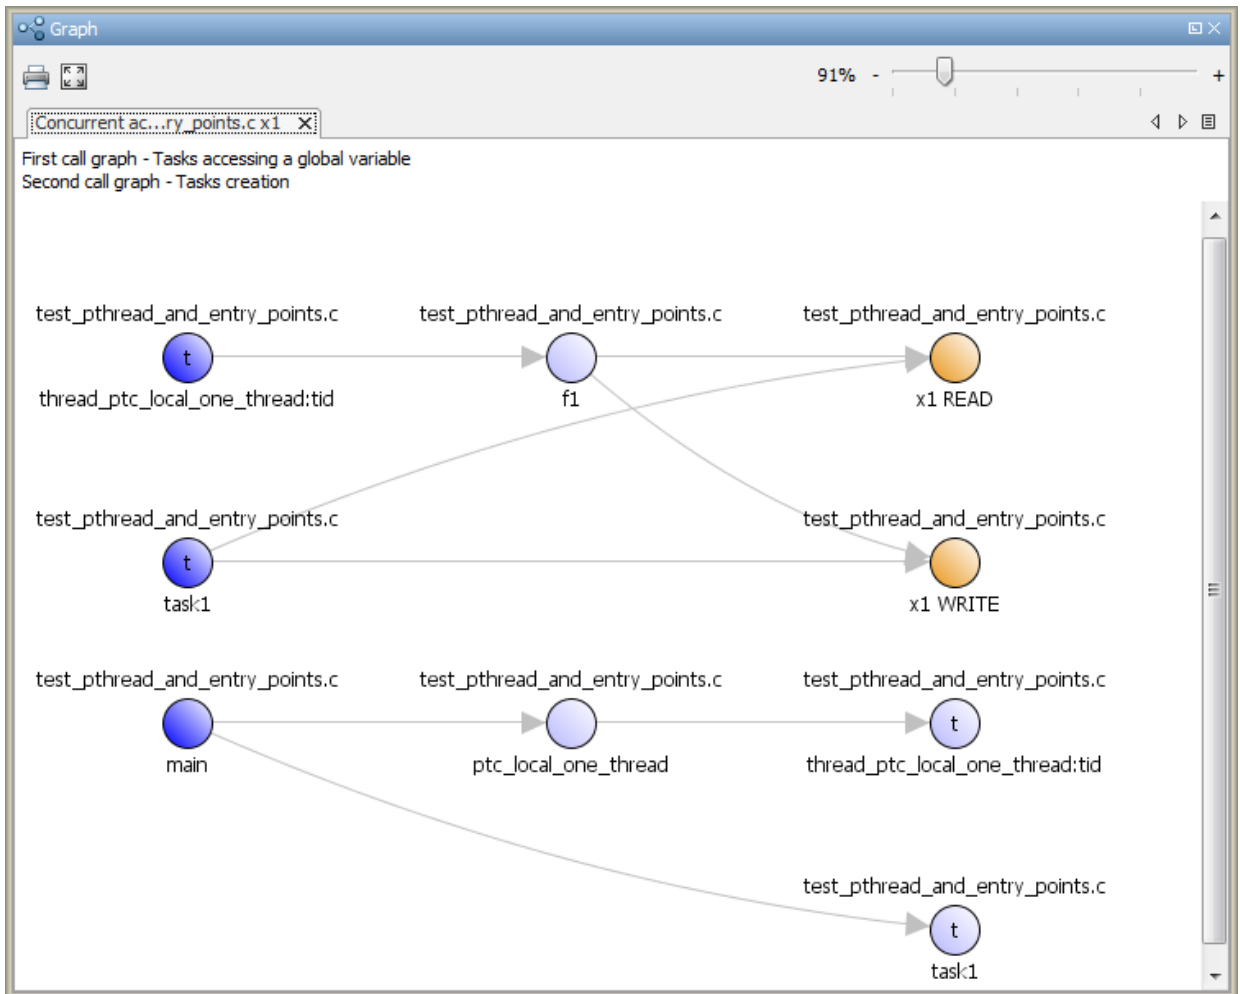 Graph
91% - +
Concurrent ac...ry_points.c x1 X
First call graph - Tasks accessing a global variable
Second call graph - Tasks creation
test_pthread_and_entry_points.c test_pthread_and_entry_points.c test_pthread_and_entry_points.c
t
thread_ptc_local_one_thread:tid f1 x1 READ
test_pthread_and_entry_points.c test_pthread_and_entry_points.c
t
task1 x1 WRITE
test_pthread_and_entry_points.c test_pthread_and_entry_points.c test_pthread_and_entry_points.c
t
main ptc_local_one_thread thread_ptc_local_one_thread:tid
test_pthread_and_entry_points.c
t
task1